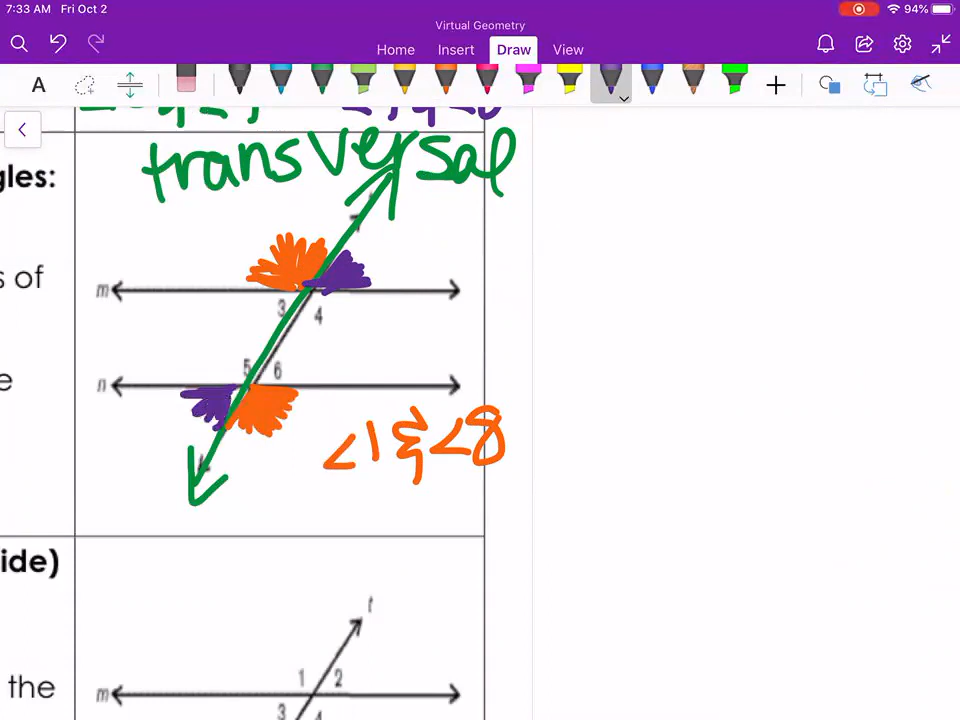 7:33 AM Fri Oct 2
94%
Virtual Geometry
Home Insert Draw View
A
transversal
gles:
s of
m
3 4
e
5 6
n
<1 & <8
ide)
t
1 2
the
m
3 4